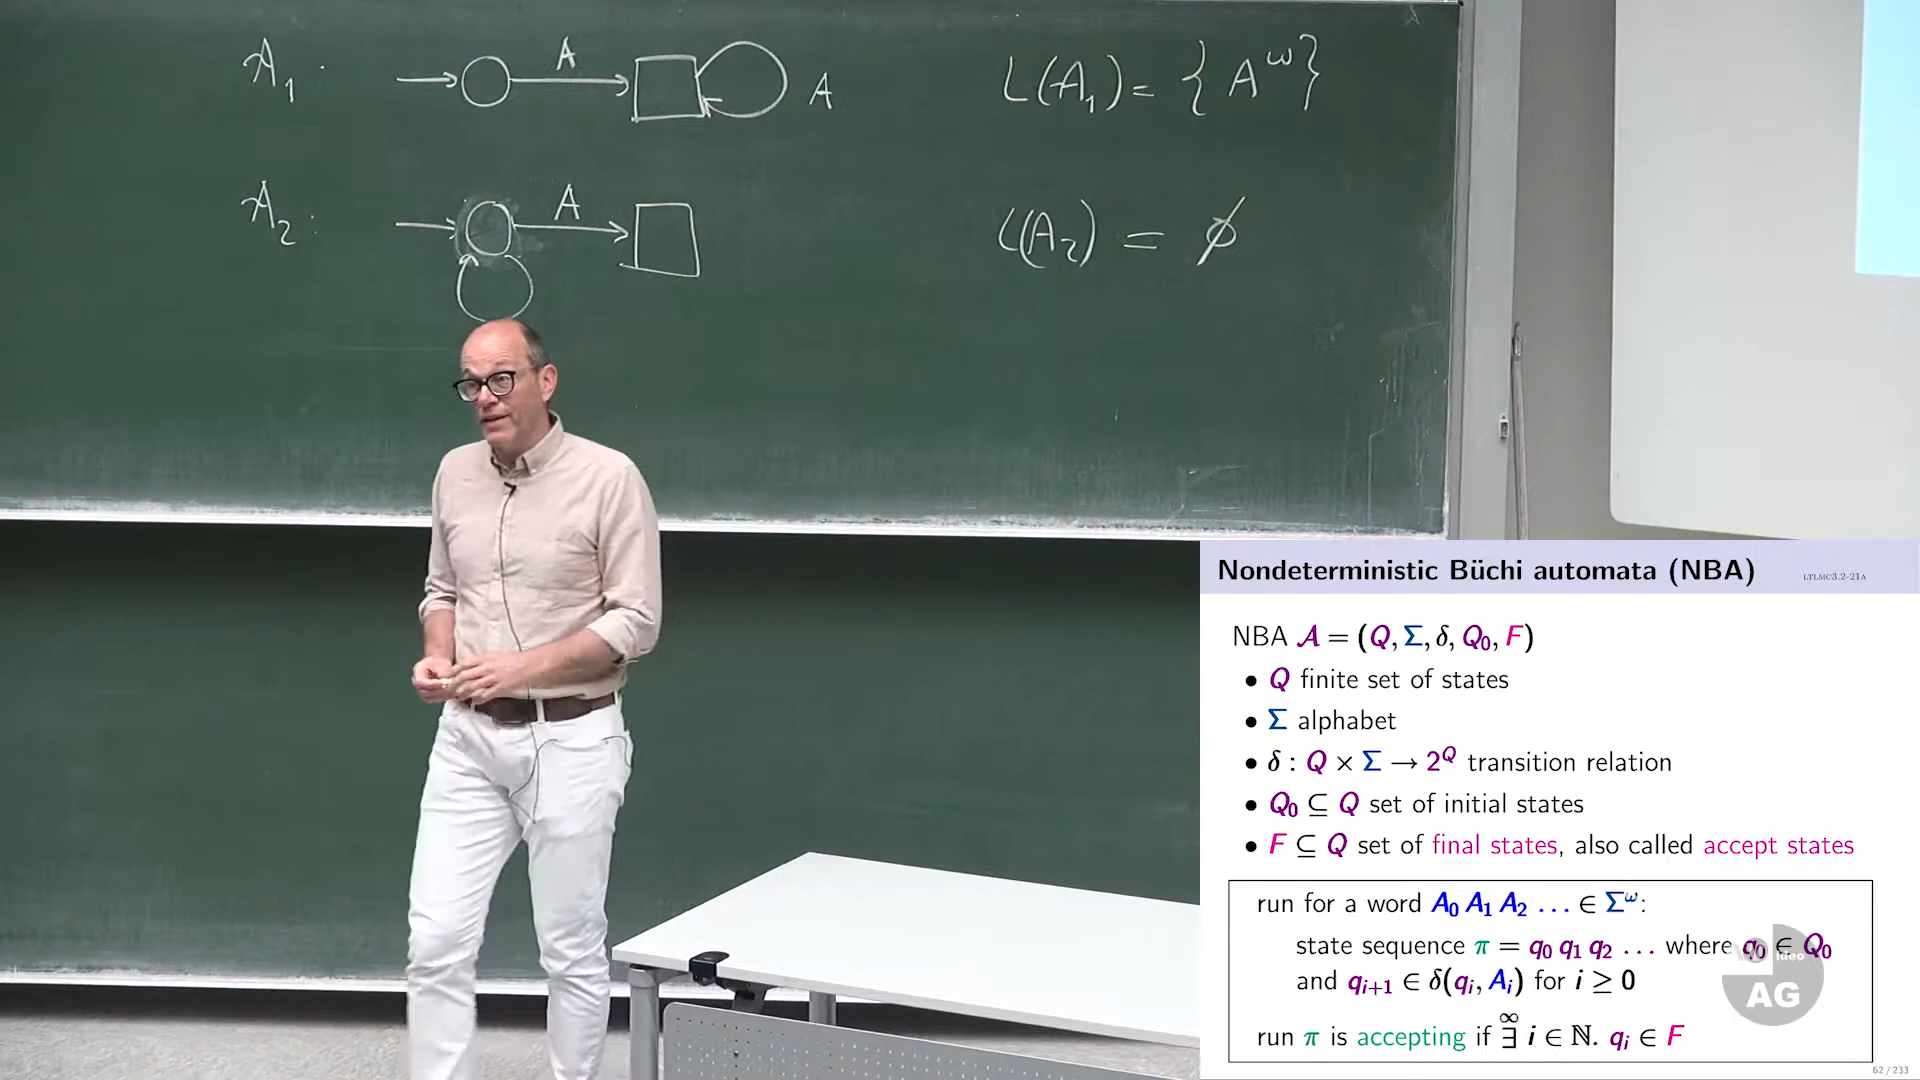 A₁: A A L(A₁) = { A^ω }
A₂: A L(A₂) = ∅
Nondeterministic Büchi automata (NBA) LTLMC3.2-21A
NBA 𝒜 = (Q, Σ, δ, Q₀, F)
• Q finite set of states
• Σ alphabet
• δ : Q × Σ → 2^Q transition relation
• Q₀ ⊆ Q set of initial states
• F ⊆ Q set of final states, also called accept states
run for a word A₀ A₁ A₂ … ∈ Σ^ω:
state sequence π = q₀ q₁ q₂ … where q₀ ∈ Q₀
and qᵢ₊₁ ∈ δ(qᵢ, Aᵢ) for i ≥ 0
run π is accepting if ∃^∞ i ∈ ℕ. qᵢ ∈ F
AG
62 / 233